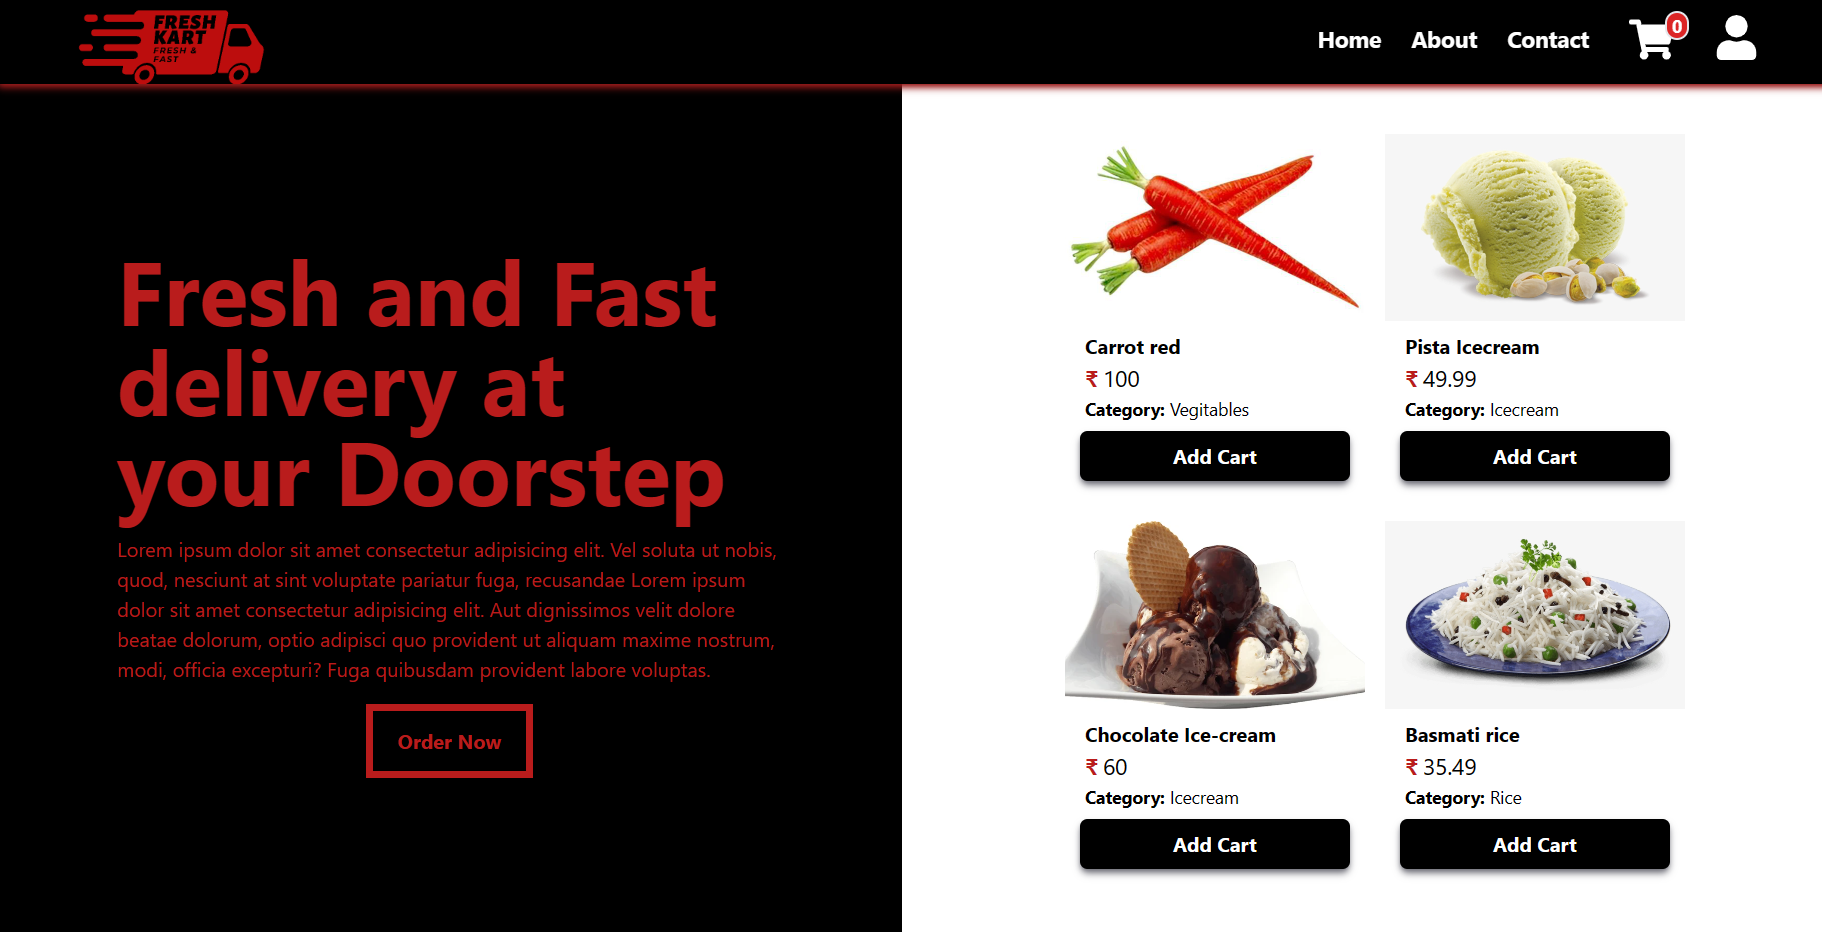 FRESH
KART
FRESH &
FAST
Home
About
Contact
0
Fresh and Fast
delivery at
your Doorstep
Lorem ipsum dolor sit amet consectetur adipisicing elit. Vel soluta ut nobis,
quod, nesciunt at sint voluptate pariatur fuga, recusandae Lorem ipsum
dolor sit amet consectetur adipisicing elit. Aut dignissimos velit dolore
beatae dolorum, optio adipisci quo provident ut aliquam maxime nostrum,
modi, officia excepturi? Fuga quibusdam provident labore voluptas.
Order Now
Carrot red
₹ 100
Category: Vegitables
Add Cart
Pista Icecream
₹ 49.99
Category: Icecream
Add Cart
Chocolate Ice-cream
₹ 60
Category: Icecream
Add Cart
Basmati rice
₹ 35.49
Category: Rice
Add Cart